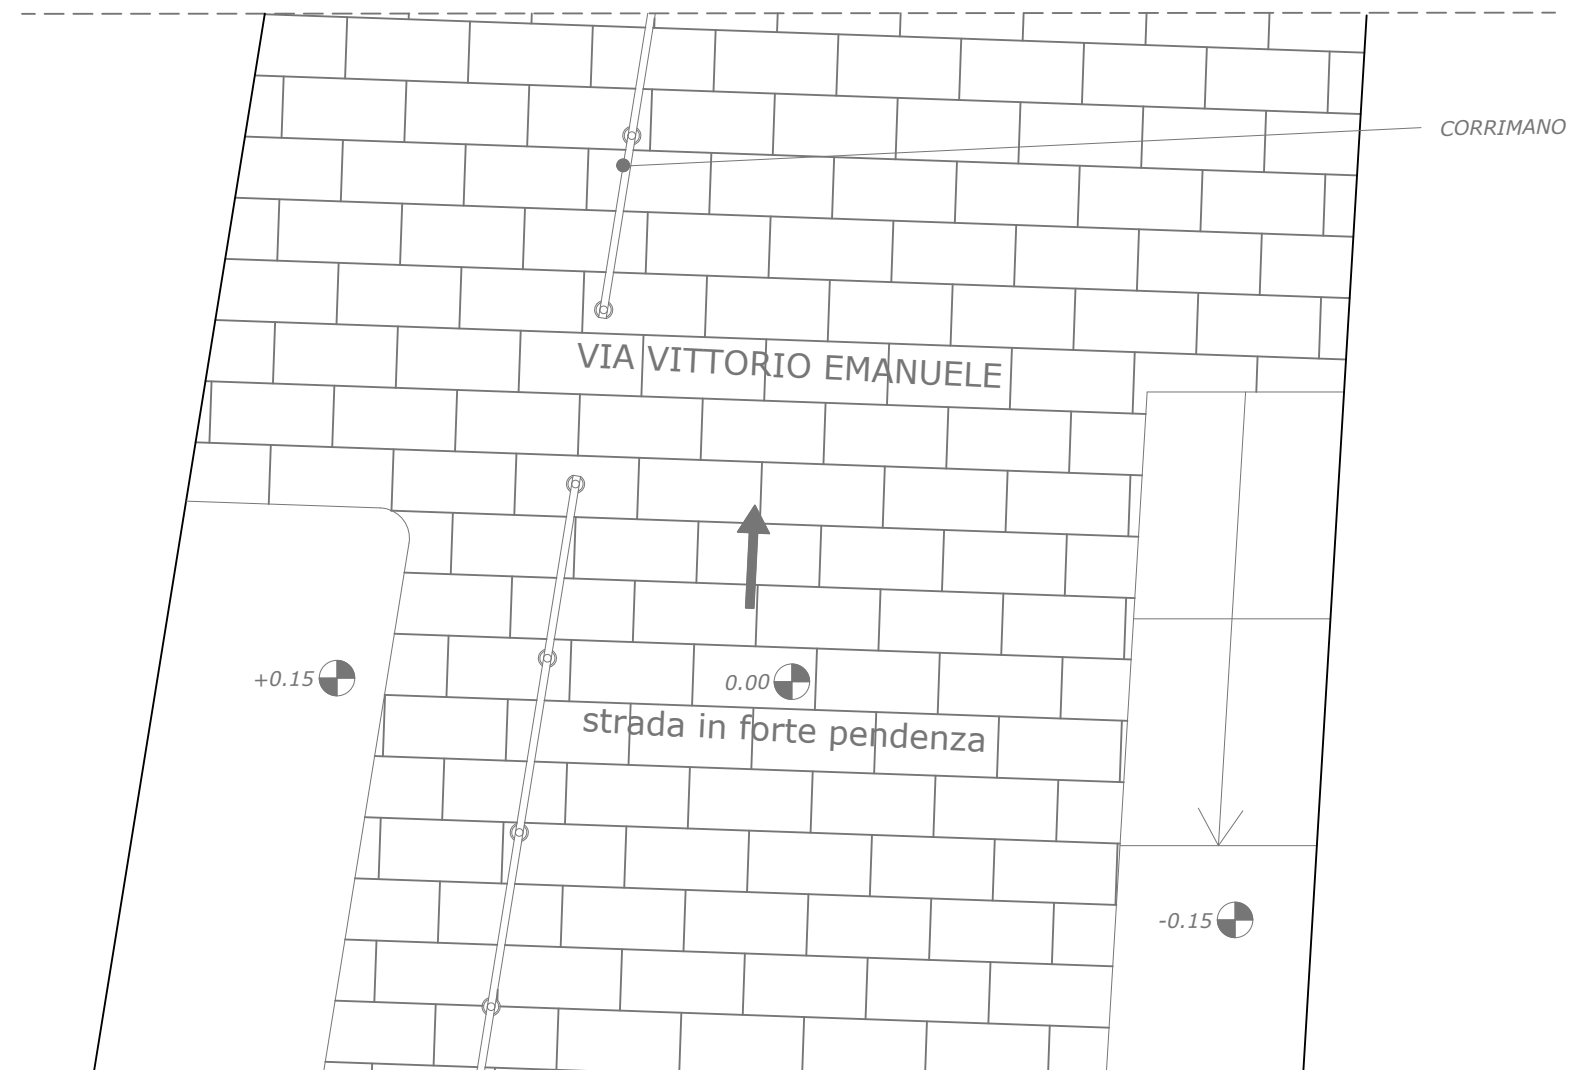 CORRIMANO
VIA VITTORIO EMANUELE
+0.15
0.00
strada in forte pendenza
-0.15